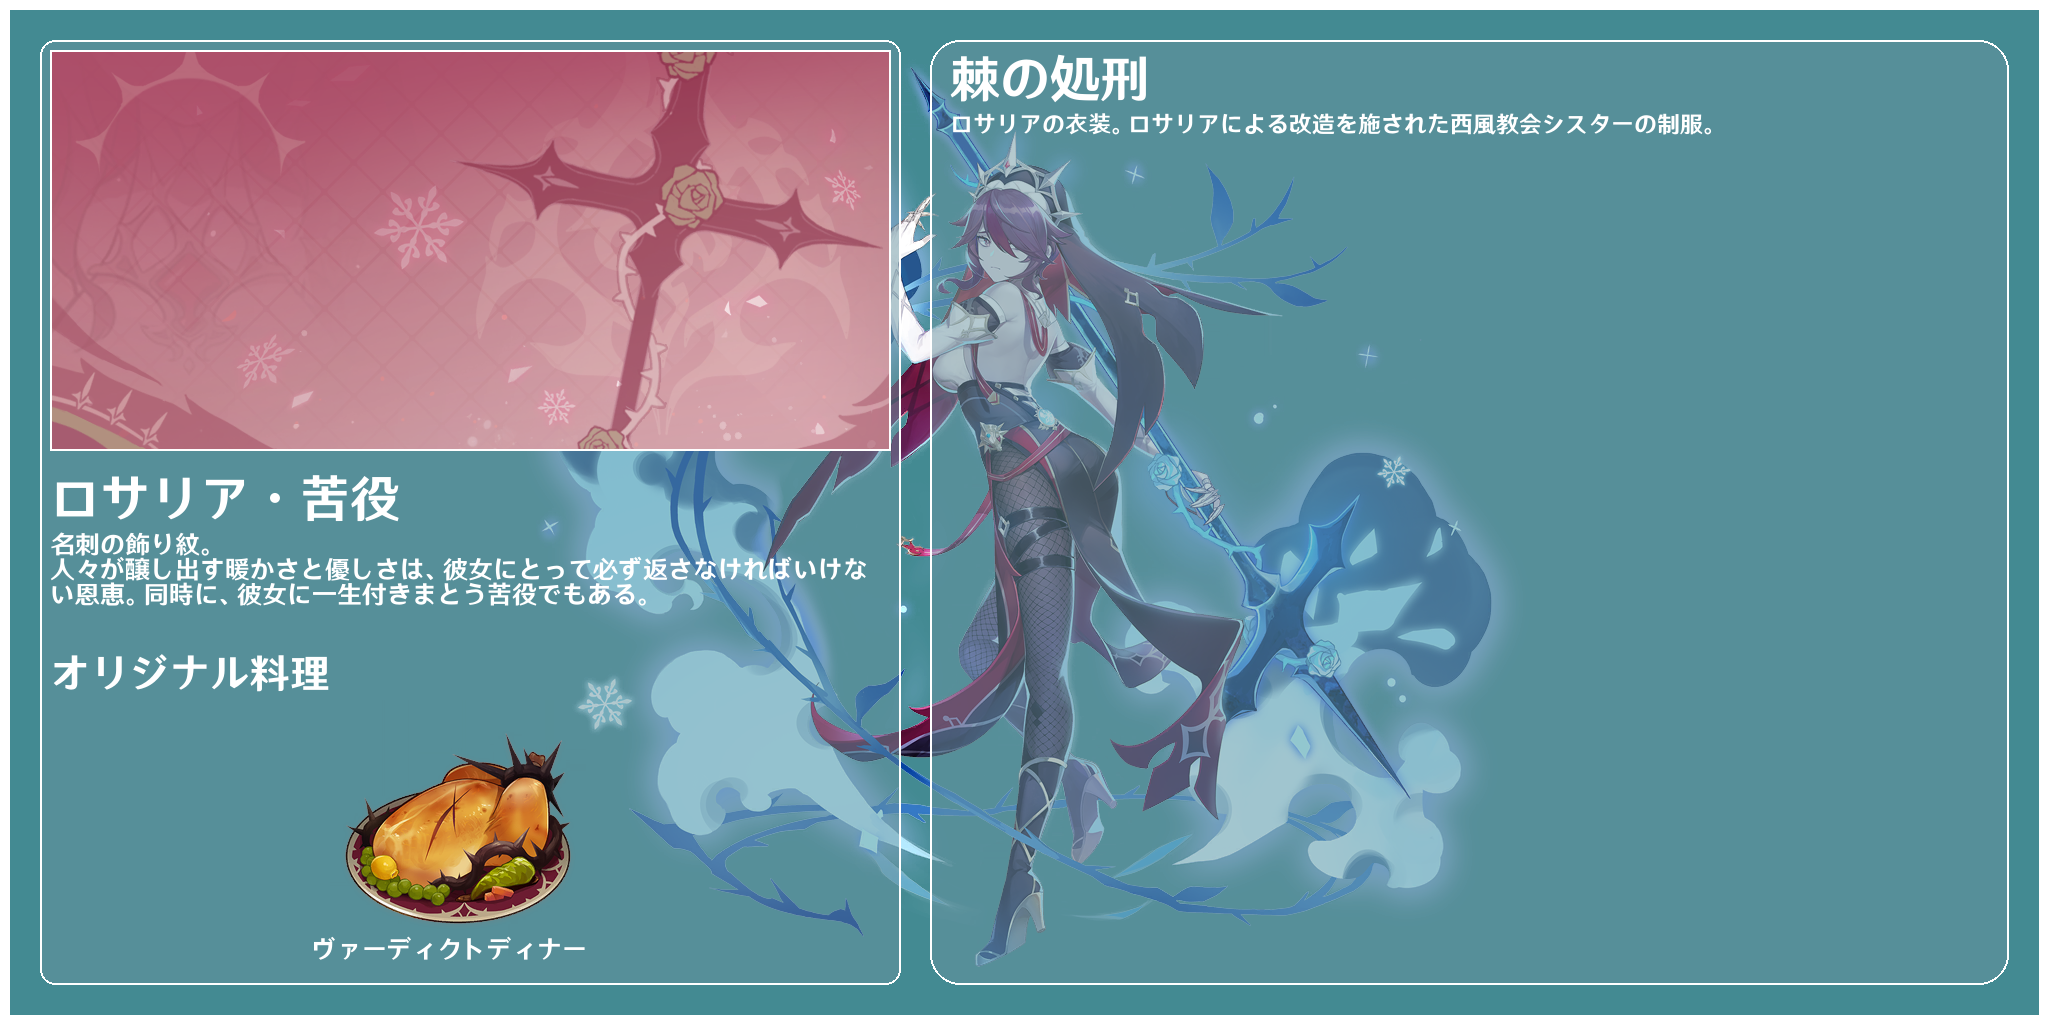 ロサリア・苦役
名刺の飾り紋。
人々が醸し出す暖かさと優しさは、彼女にとって必ず返さなければいけな
い恩恵。同時に、彼女に一生付きまとう苦役でもある。
オリジナル料理
ヴァーディクトディナー
棘の処刑
ロサリアの衣装。ロサリアによる改造を施された西風教会シスターの制服。